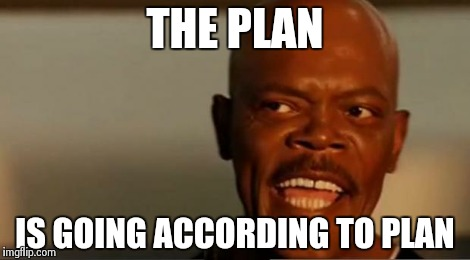 THE PLAN
IS GOING ACCORDING TO PLAN
imgflip.com